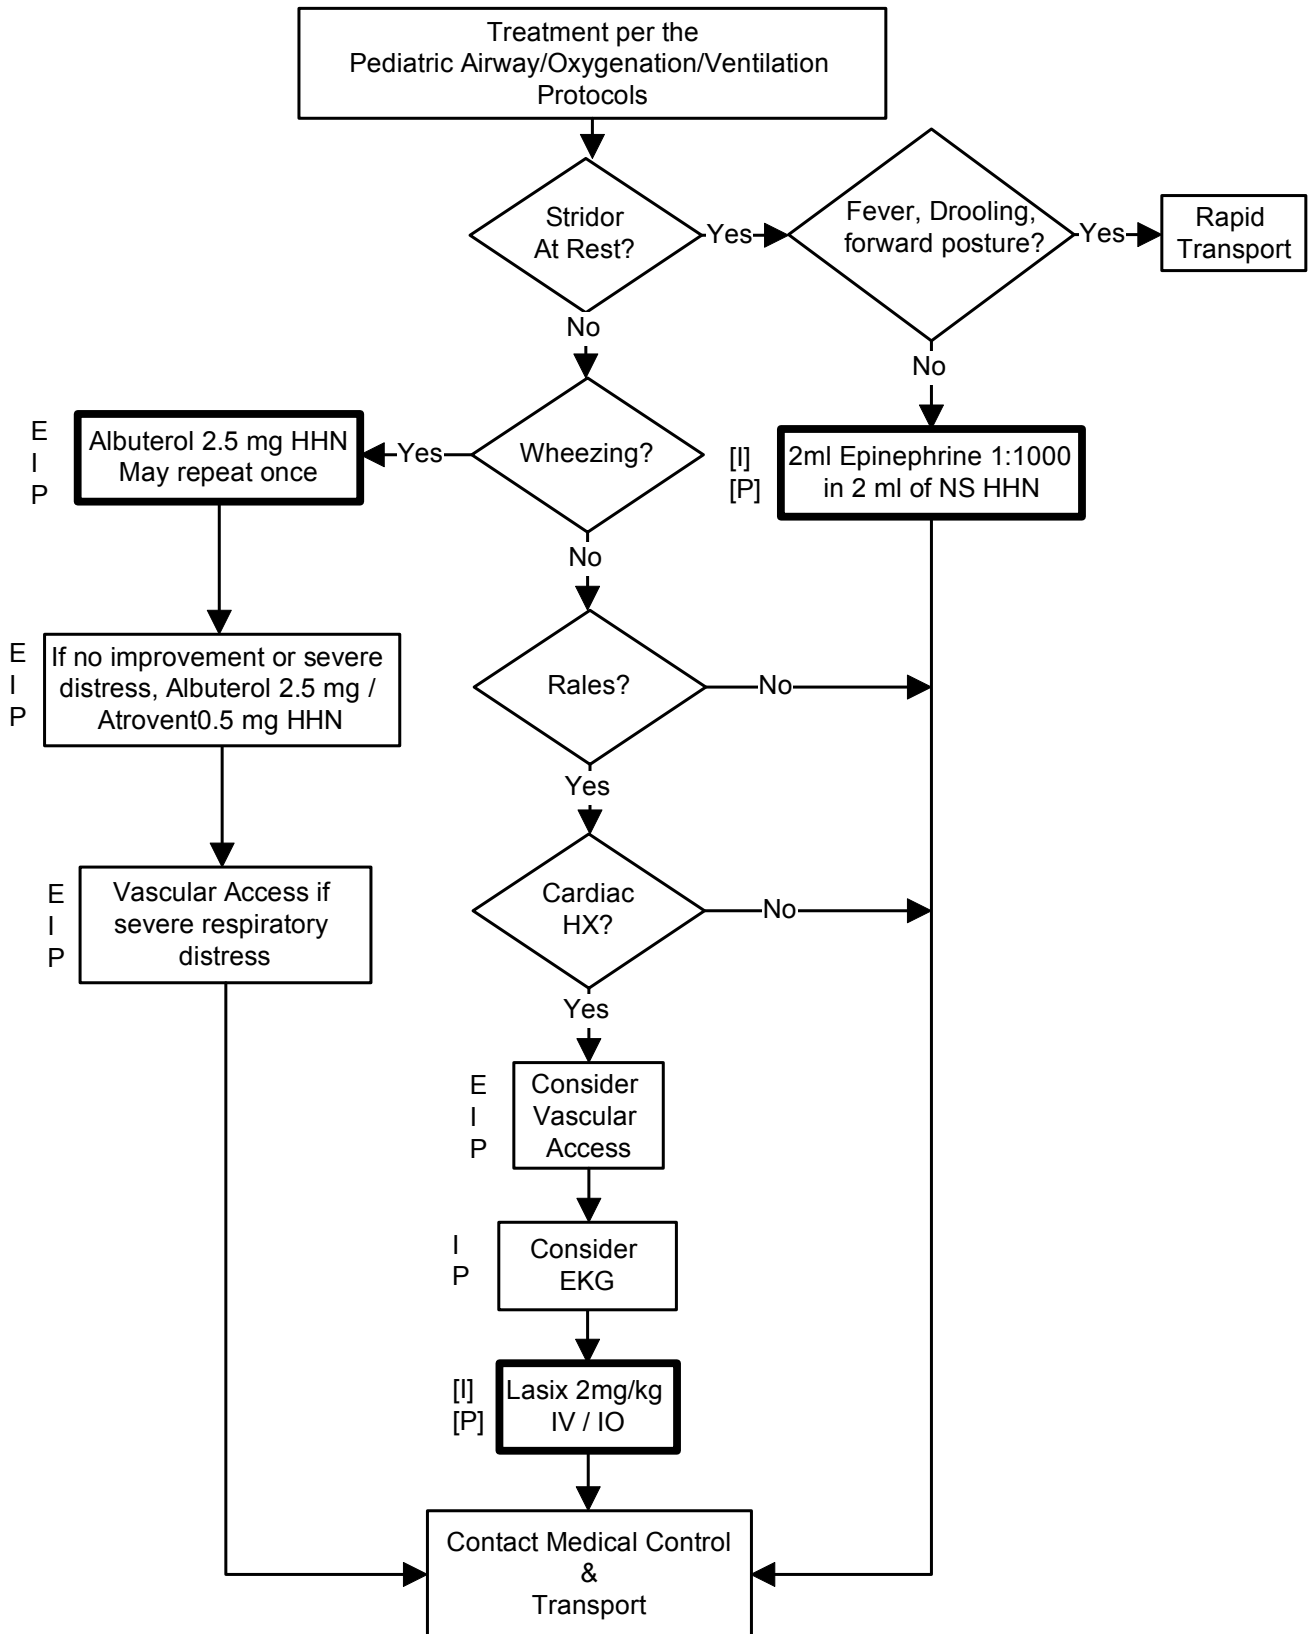 Treatment per the
Pediatric Airway/Oxygenation/Ventilation
Protocols
Stridor
At Rest?
Yes
Fever, Drooling,
forward posture?
Yes
Rapid
Transport
No
No
E
I
P
Albuterol 2.5 mg HHN
May repeat once
Yes
Wheezing?
[I]
[P]
2ml Epinephrine 1:1000
in 2 ml of NS HHN
No
E
I
P
If no improvement or severe
distress, Albuterol 2.5 mg /
Atrovent0.5 mg HHN
Rales?
No
Yes
E
I
P
Vascular Access if
severe respiratory
distress
Cardiac
HX?
No
Yes
E
I
P
Consider
Vascular
Access
I
P
Consider
EKG
[I]
[P]
Lasix 2mg/kg
IV / IO
Contact Medical Control
&
Transport